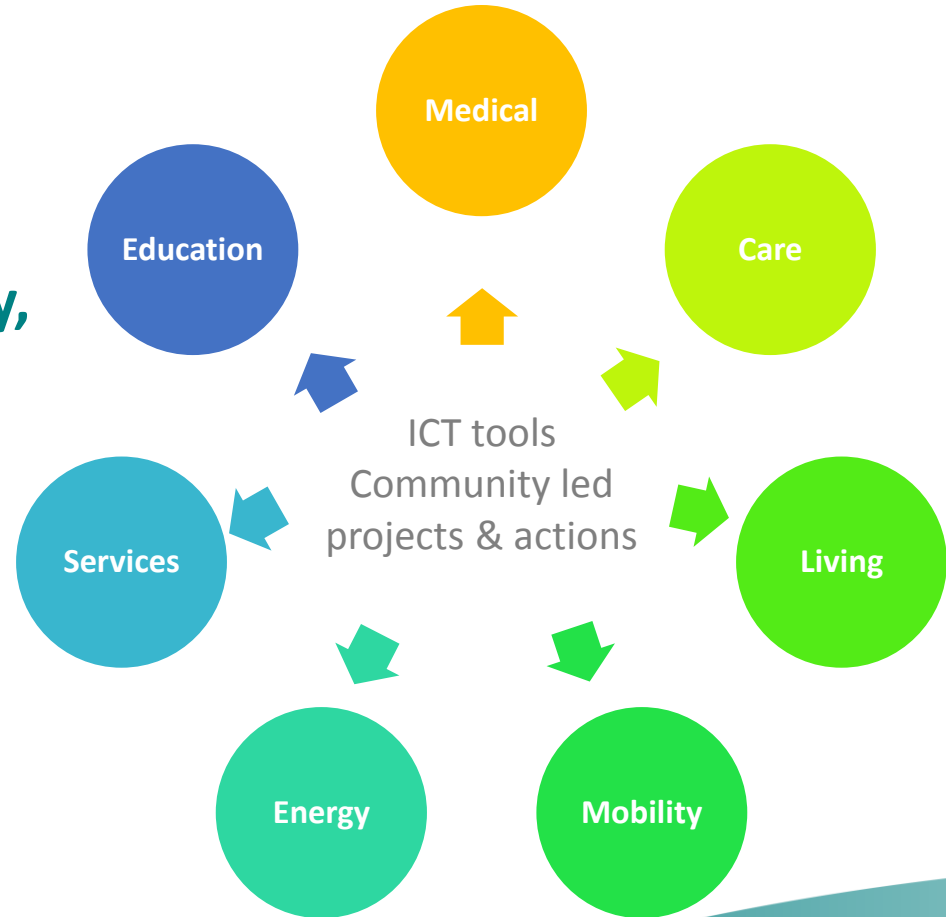 Medical
Education
Care
y,
ICT tools
Community led
projects & actions
Services
Living
Energy
Mobility